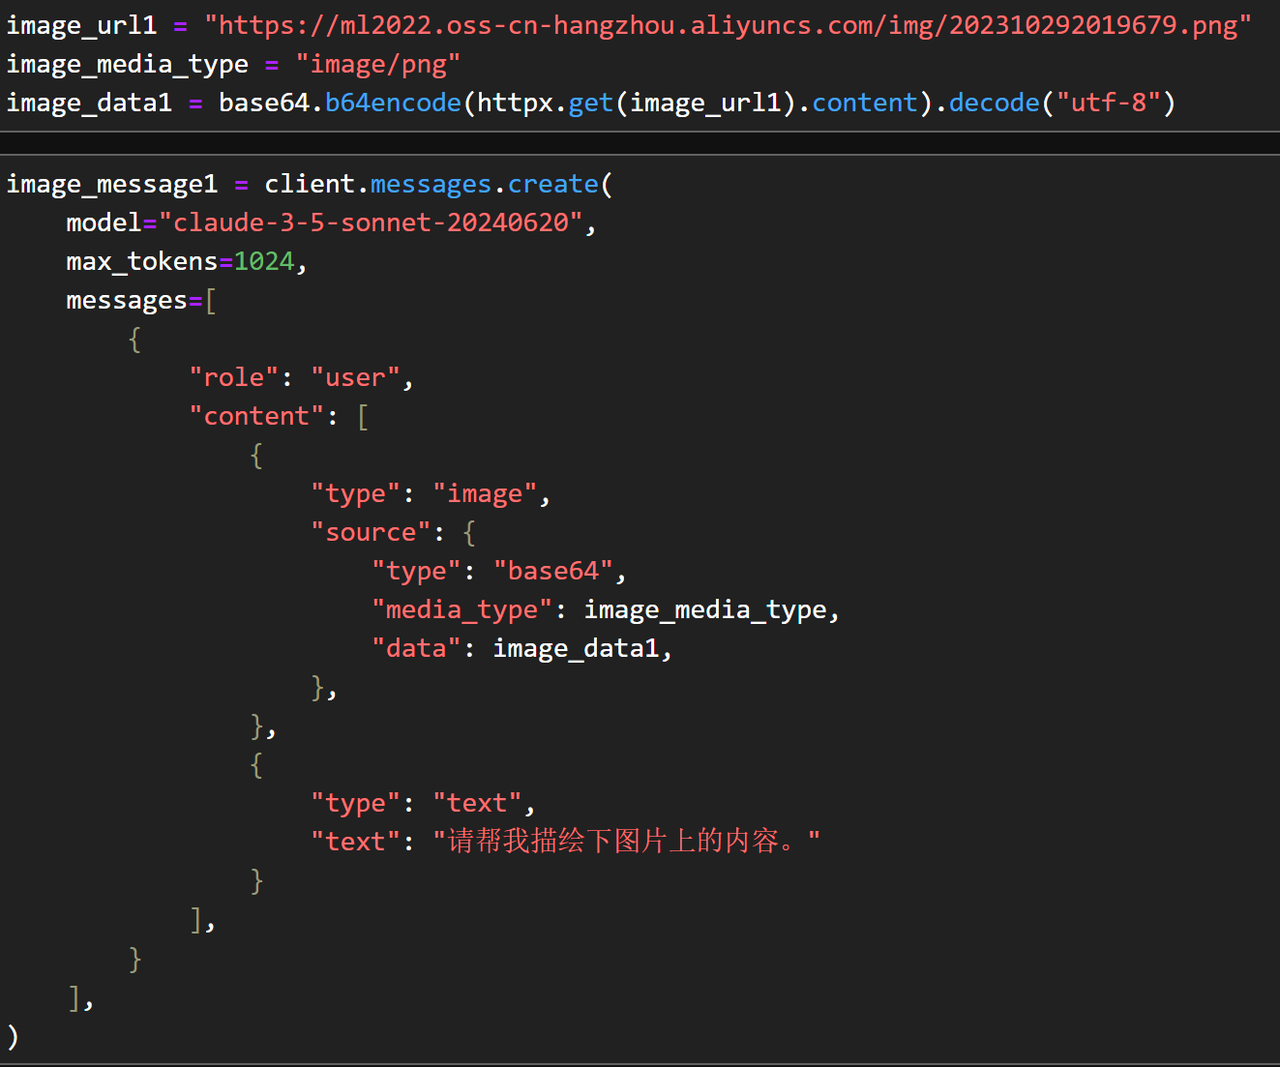 image_url1 = "https://ml2022.oss-cn-hangzhou.aliyuncs.com/img/202310292019679.png"
image_media_type = "image/png"
image_data1 = base64.b64encode(httpx.get(image_url1).content).decode("utf-8")
image_message1 = client.messages.create(
    model="claude-3-5-sonnet-20240620",
    max_tokens=1024,
    messages=[
        {
            "role": "user",
            "content": [
                {
                    "type": "image",
                    "source": {
                        "type": "base64",
                        "media_type": image_media_type,
                        "data": image_data1,
                    },
                },
                {
                    "type": "text",
                    "text": "请帮我描绘下图片上的内容。"
                }
            ],
        }
    ],
)